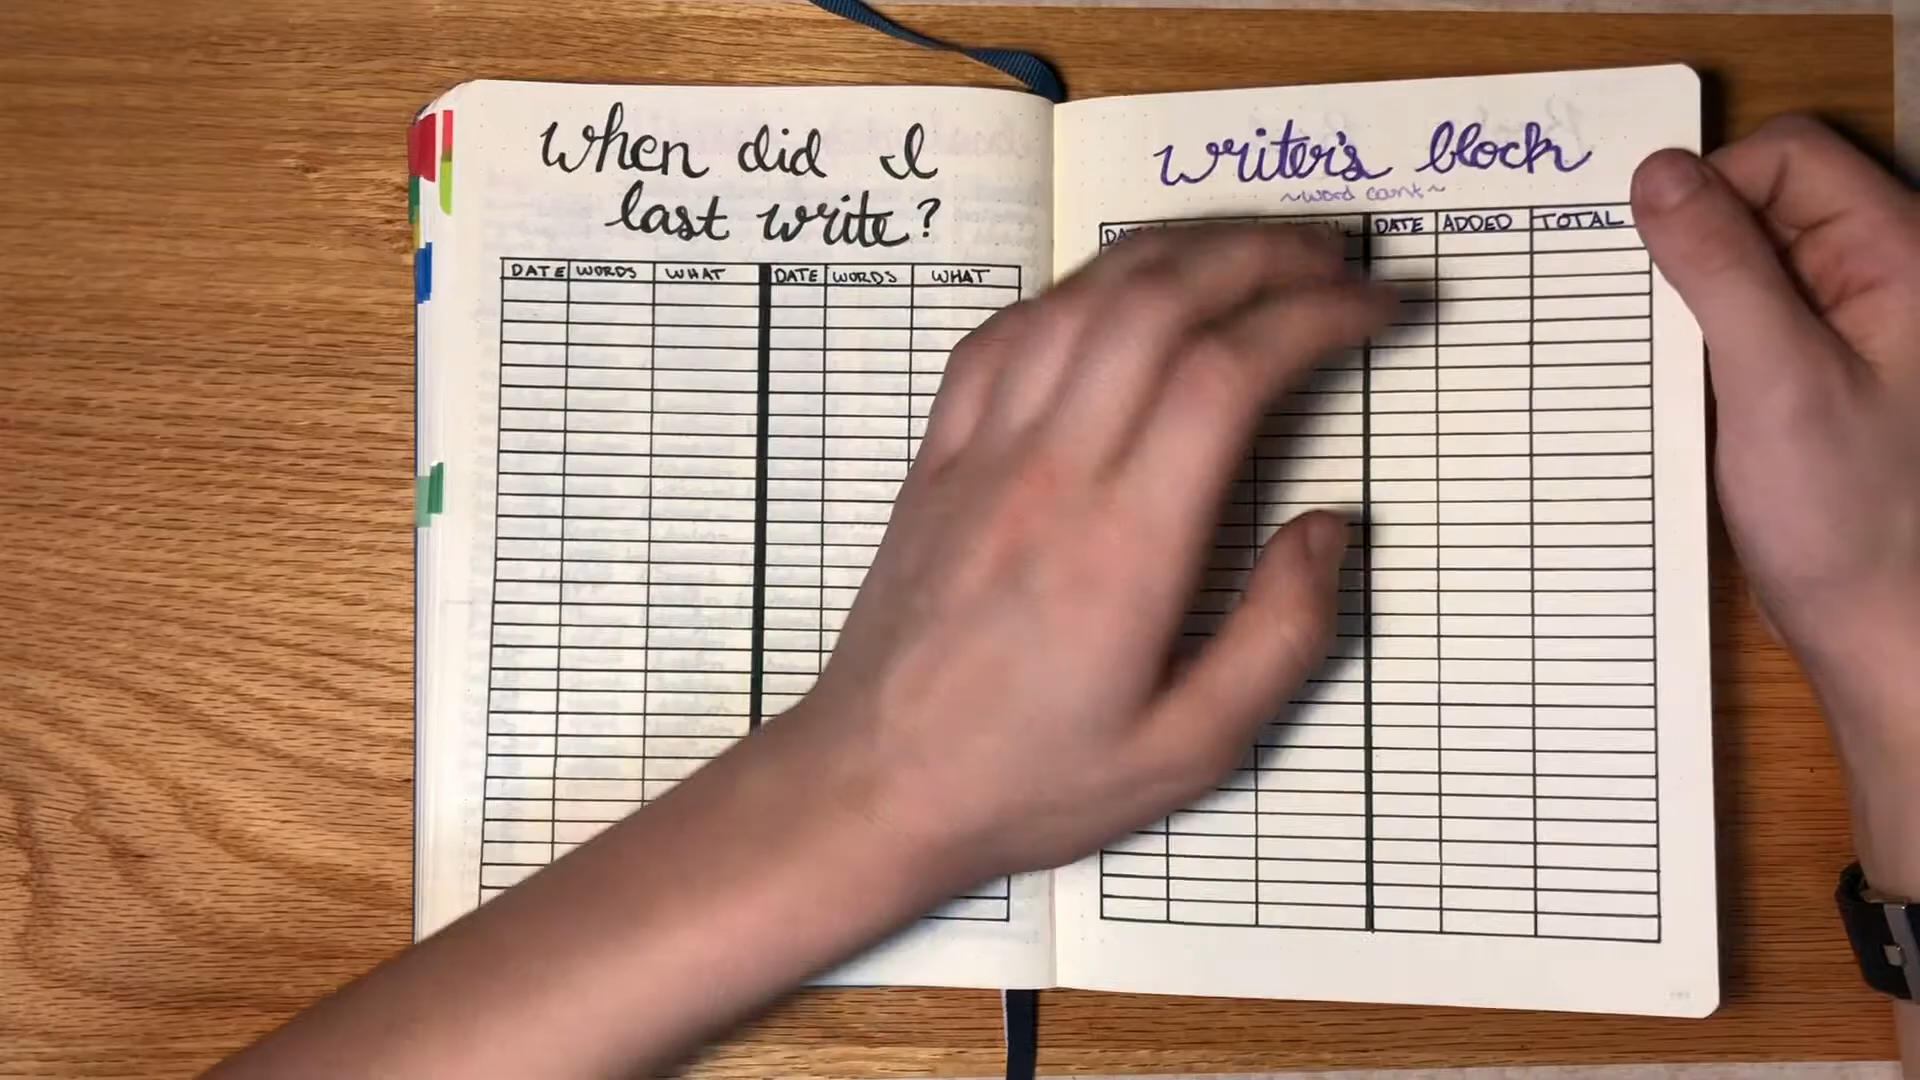 When did I
last write?
DATE WORDS WHAT DATE WORDS WHAT
writer's block
~word count~
DATE ADDED TOTAL